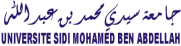 جامعة سيدي محمد بن عبد الله
UNIVERSITE SIDI MOHAMED BEN ABDELLAH